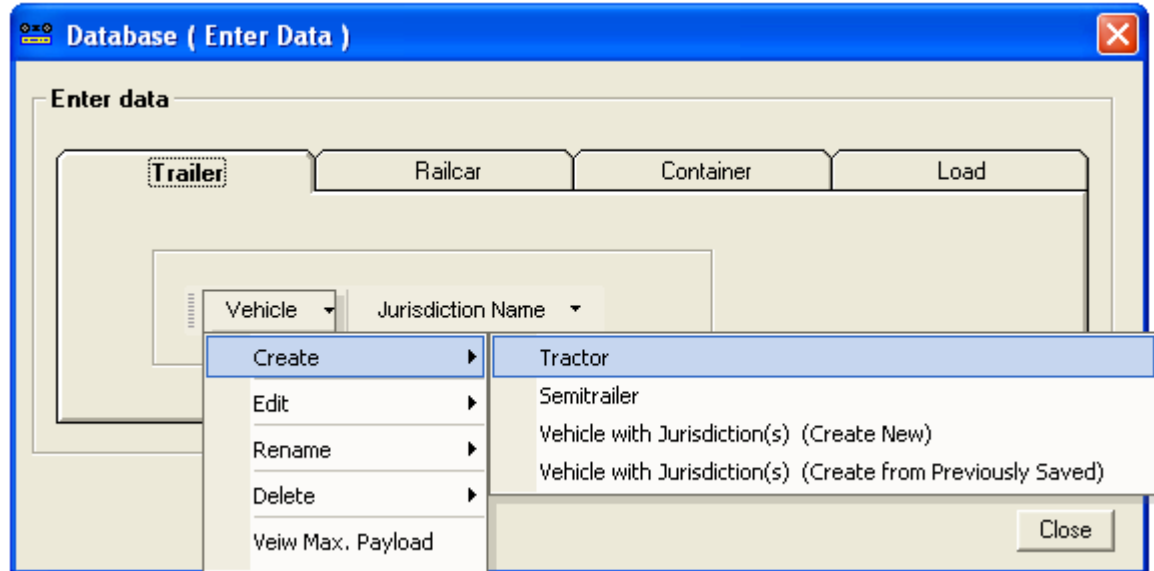 Database ( Enter Data )
Enter data
Trailer Railcar Container Load
Vehicle Jurisdiction Name
Create Tractor
Edit Semitrailer
Vehicle with Jurisdiction(s) (Create New)
Rename
Vehicle with Jurisdiction(s) (Create from Previously Saved)
Delete
Veiw Max. Payload
Close